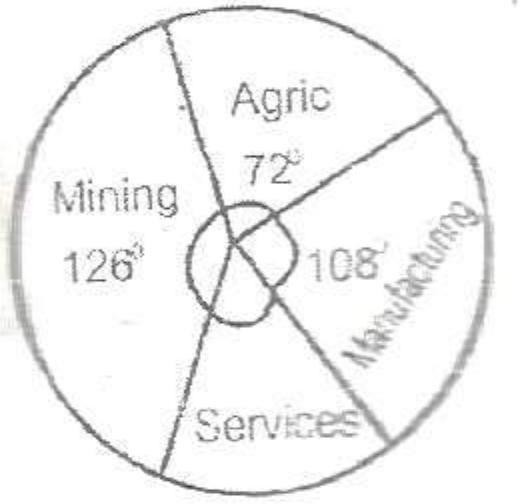 Agric
72°
Mining
126°
108°
Manufacturing
Services